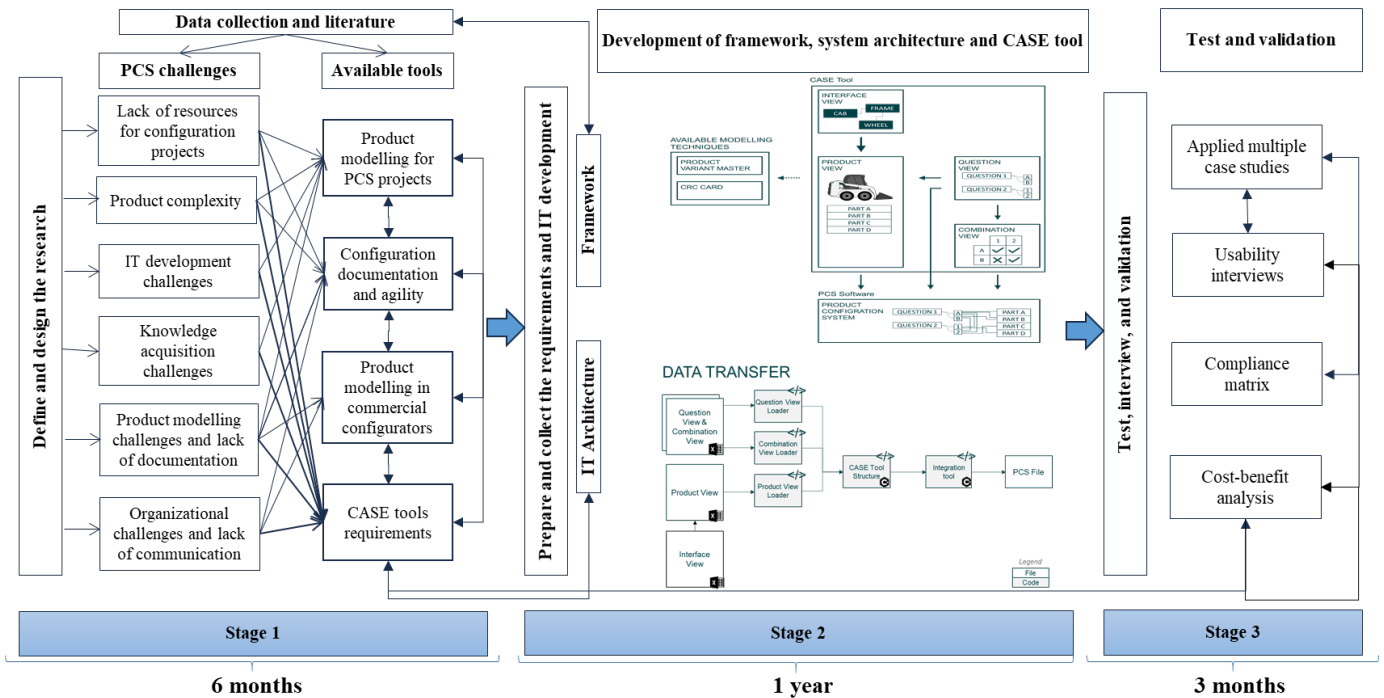 Data collection and literature
PCS challenges
Available tools
Define and design the research
Lack of resources
for configuration
projects
Product complexity
IT development
challenges
Knowledge
acquisition
challenges
Product modelling
challenges and lack
of documentation
Organizational
challenges and lack
of communication
Product
modelling for
PCS projects
Configuration
documentation
and agility
Product
modelling in
commercial
configurators
CASE tools
requirements
Prepare and collect the requirements and IT development
Framework
IT Architecture
Development of framework, system architecture and CASE tool
CASE Tool
INTERFACE
VIEW
CAB
FRAME
WHEEL
AVAILABLE MODELLING
TECHNIQUES
PRODUCT
VARIANT MASTER
CRC CARD
PRODUCT
VIEW
PART A
PART B
PART C
PART D
QUESTION
VIEW
QUESTION 1
A
B
QUESTION 2
1
2
COMBINATION
VIEW
1 2
A
B
PCS Software
PRODUCT
CONFIGRATION
SYSTEM
QUESTION 1
A
B
QUESTION 2
1
2
PART A
PART B
PART C
PART D
DATA TRANSFER
Question
View &
Combination
View
X
Product View
X
Interface
View
X
</>
Question View
Loader
</>
Combination
View Loader
</>
Product View
Loader
</>
CASE Tool
Structure
C
</>
Integration
tool
C
PCS File
Legend
File
Code
Test, interview, and validation
Test and validation
Applied multiple
case studies
Usability
interviews
Compliance
matrix
Cost-benefit
analysis
Stage 1
Stage 2
Stage 3
6 months
1 year
3 months